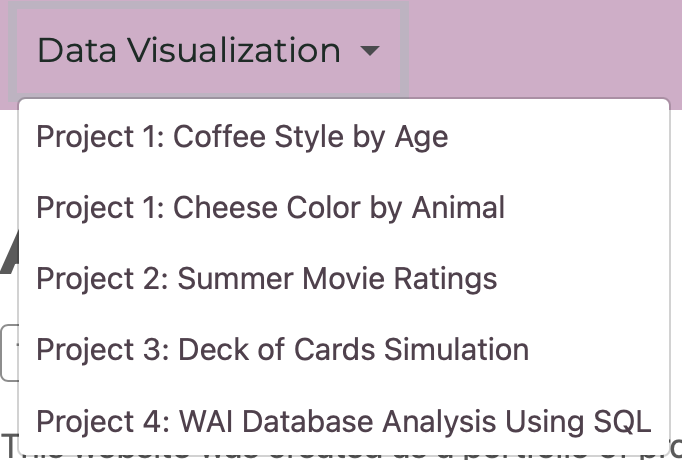 Data Visualization
Project 1: Coffee Style by Age
Project 1: Cheese Color by Animal
Project 2: Summer Movie Ratings
Project 3: Deck of Cards Simulation
Project 4: WAI Database Analysis Using SQL